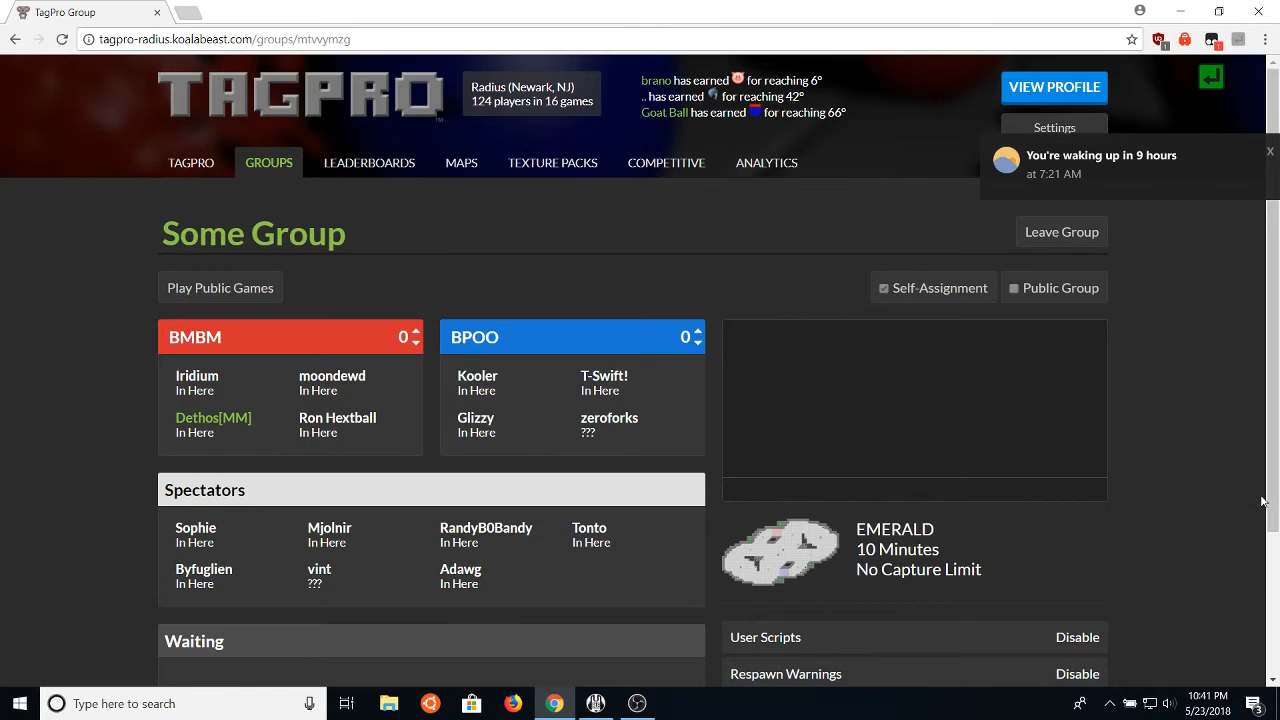 TagPro Group
tagpro-radius.koalabeast.com/groups/mtvvymzg
1
1
TAGPRO
TM
Radius (Newark, NJ)
124 players in 16 games
brano has earned for reaching 6°
.. has earned for reaching 42°
Goat Ball has earned for reaching 66°
VIEW PROFILE
Settings
You're waking up in 9 hours
at 7:21 AM
X
TAGPRO GROUPS LEADERBOARDS MAPS TEXTURE PACKS COMPETITIVE ANALYTICS
Some Group
Leave Group
Play Public Games
Self-Assignment
Public Group
BMBM 0
BPOO 0
Iridium
In Here
moondewd
In Here
Dethos[MM]
In Here
Ron Hextball
In Here
Kooler
In Here
T-Swift!
In Here
Glizzy
In Here
zeroforks
???
Spectators
Sophie
In Here
Mjolnir
In Here
RandyB0Bandy
In Here
Tonto
In Here
Byfuglien
In Here
vint
???
Adawg
In Here
EMERALD
10 Minutes
No Capture Limit
Waiting
User Scripts Disable
Respawn Warnings Disable
Type here to search
10:41 PM
5/23/2018
3